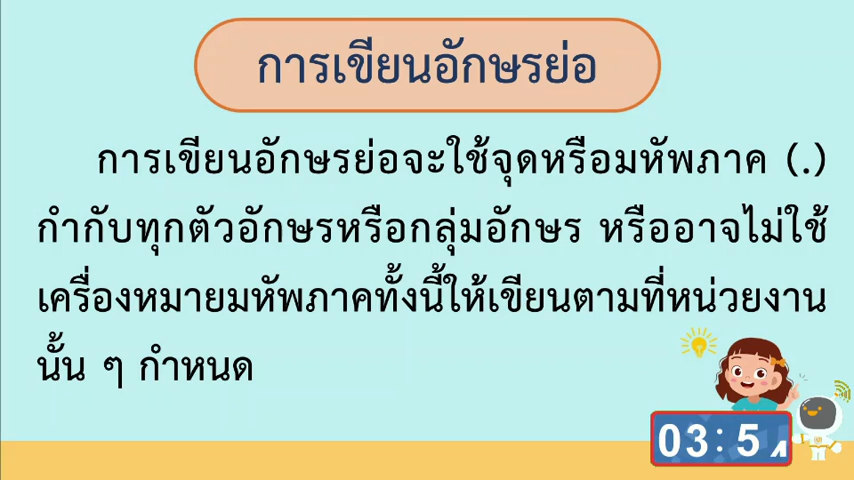 การเขียนอักษรย่อ
การเขียนอักษรย่อจะใช้จุดหรือมหัพภาค (.)
กำกับทุกตัวอักษรหรือกลุ่มอักษร หรืออาจไม่ใช้
เครื่องหมายมหัพภาคทั้งนี้ให้เขียนตามที่หน่วยงาน
นั้น ๆ กำหนด
03:5